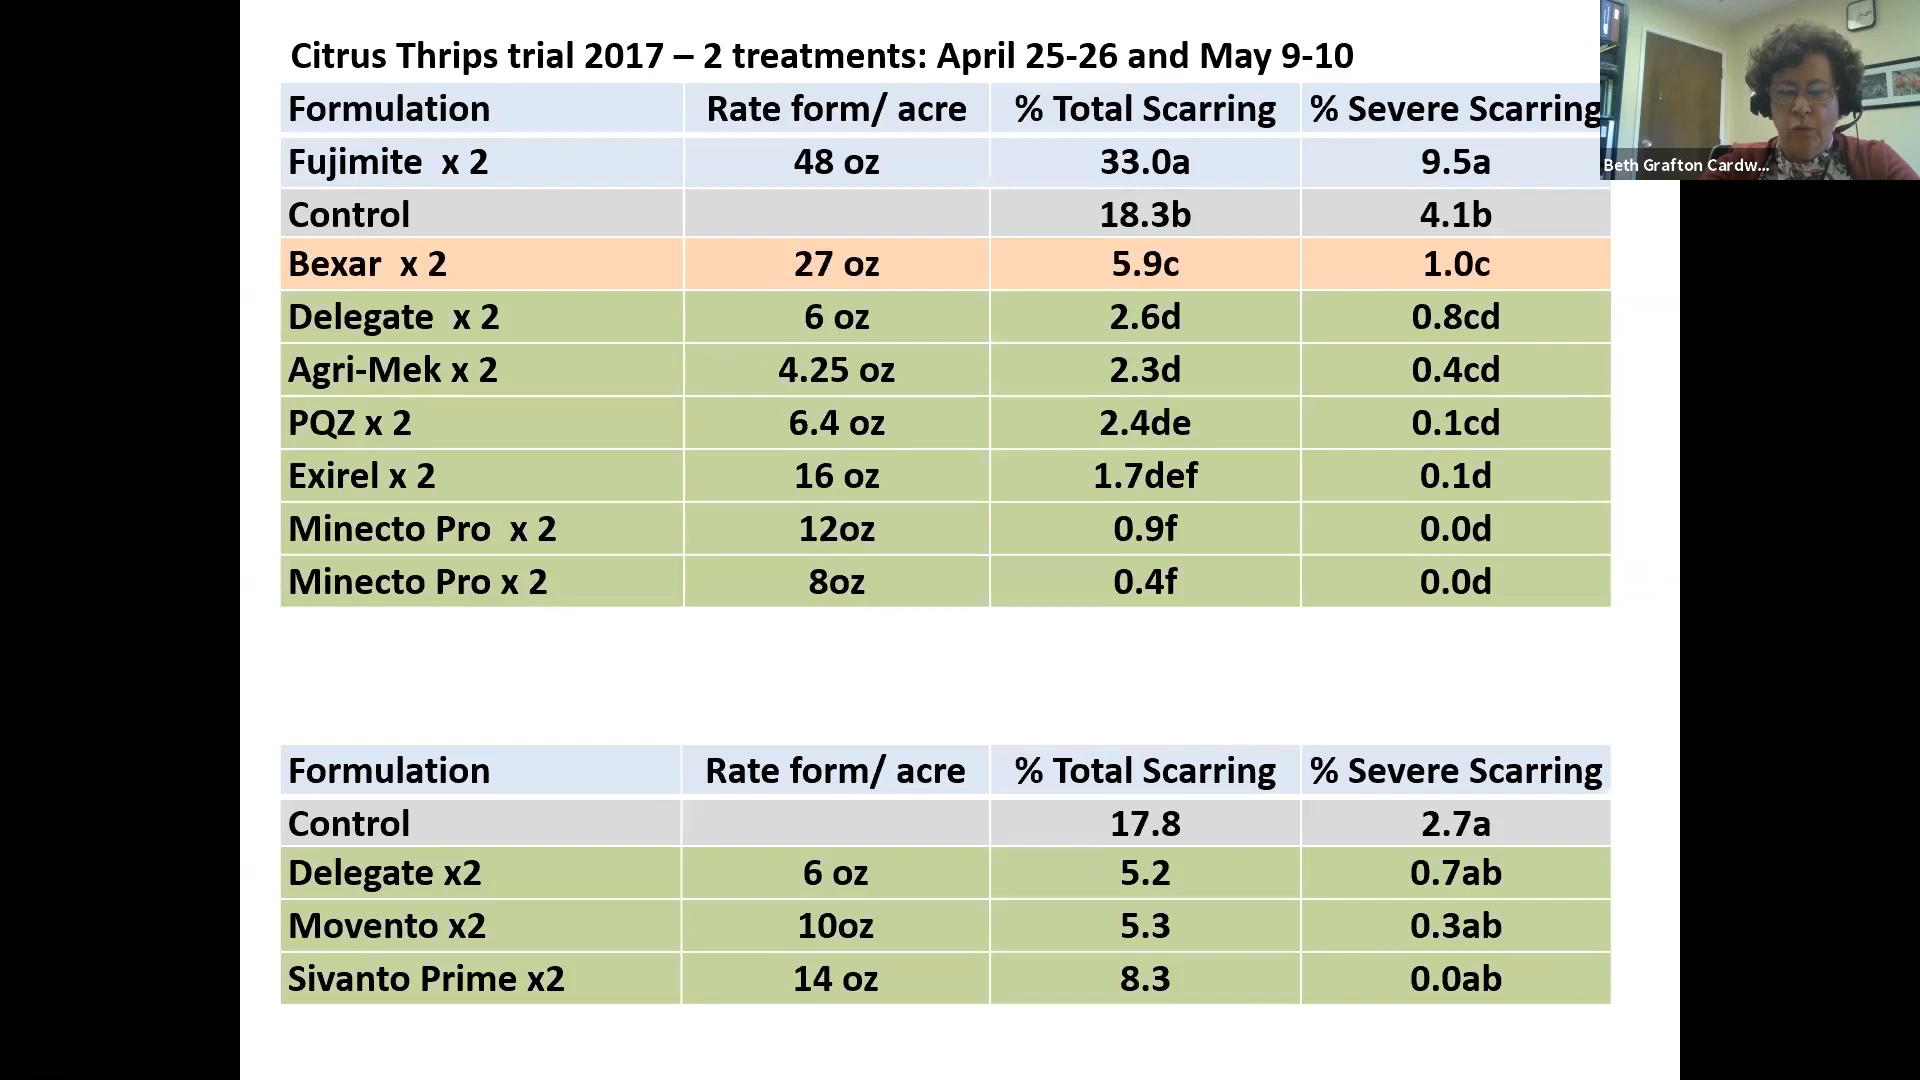 Citrus Thrips trial 2017 – 2 treatments: April 25-26 and May 9-10
Formulation Rate form/ acre % Total Scarring % Severe Scarring
Fujimite x 2 48 oz 33.0a 9.5a
Control 18.3b 4.1b
Bexar x 2 27 oz 5.9c 1.0c
Delegate x 2 6 oz 2.6d 0.8cd
Agri-Mek x 2 4.25 oz 2.3d 0.4cd
PQZ x 2 6.4 oz 2.4de 0.1cd
Exirel x 2 16 oz 1.7def 0.1d
Minecto Pro x 2 12oz 0.9f 0.0d
Minecto Pro x 2 8oz 0.4f 0.0d
Formulation Rate form/ acre % Total Scarring % Severe Scarring
Control 17.8 2.7a
Delegate x2 6 oz 5.2 0.7ab
Movento x2 10oz 5.3 0.3ab
Sivanto Prime x2 14 oz 8.3 0.0ab
Beth Grafton Cardw...